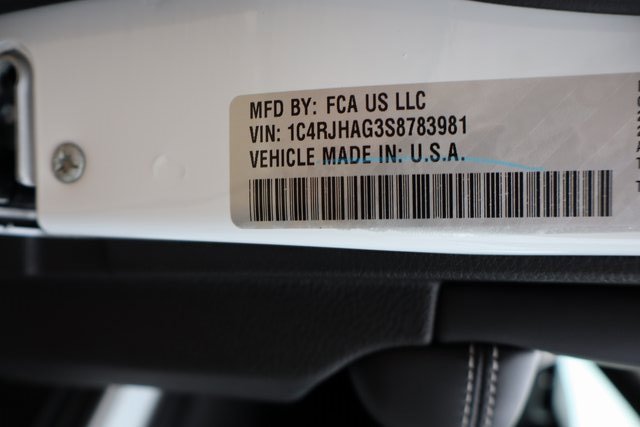 MFD BY: FCA US LLC
VIN: 1C4RJHAG3S8783981
VEHICLE MADE IN: U.S.A.